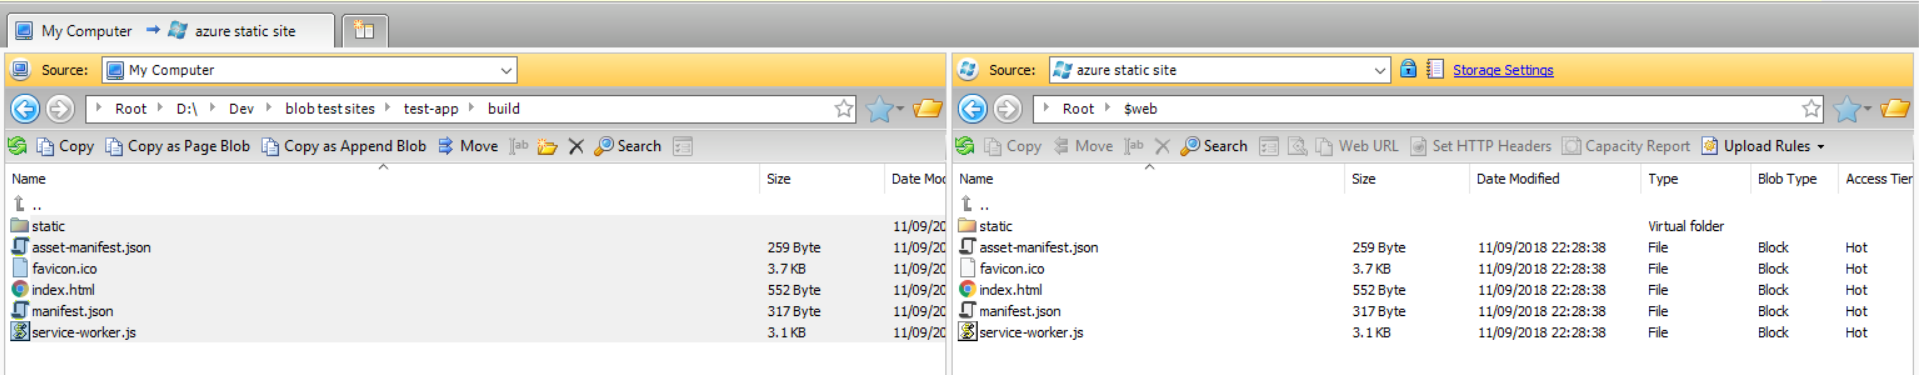 My Computer azure static site
Source: My Computer
Root D:\ Dev blobtestsites test-app build
Copy Copy as Page Blob Copy as Append Blob Move ab Search
Name Size Date Mod
..
static 11/09/20
asset-manifest.json 259 Byte 11/09/20
favicon.ico 3.7 KB 11/09/20
index.html 552 Byte 11/09/20
manifest.json 317 Byte 11/09/20
service-worker.js 3.1 KB 11/09/20
Source: azure static site Storage Settings
Root $web
Copy Move ab Search Web URL Set HTTP Headers Capacity Report Upload Rules
Name Size Date Modified Type Blob Type Access Tier
..
static Virtual folder
asset-manifest.json 259 Byte 11/09/2018 22:28:38 File Block Hot
favicon.ico 3.7 KB 11/09/2018 22:28:38 File Block Hot
index.html 552 Byte 11/09/2018 22:28:38 File Block Hot
manifest.json 317 Byte 11/09/2018 22:28:38 File Block Hot
service-worker.js 3.1 KB 11/09/2018 22:28:38 File Block Hot